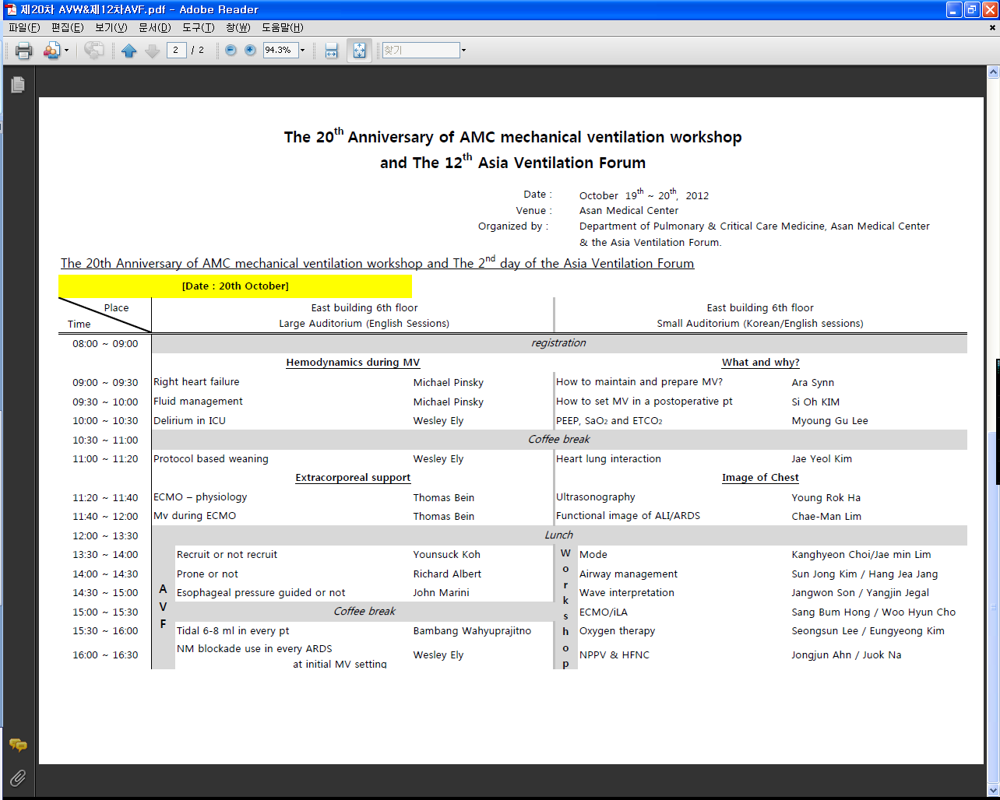 제20차 AVW&제12차AVF.pdf - Adobe Reader
파일(F) 편집(E) 보기(V) 문서(D) 도구(T) 창(W) 도움말(H)
2 / 2 94.3% 찾기
The 20th Anniversary of AMC mechanical ventilation workshop
and The 12th Asia Ventilation Forum
Date : October 19th ~ 20th, 2012
Venue : Asan Medical Center
Organized by : Department of Pulmonary & Critical Care Medicine, Asan Medical Center
& the Asia Ventilation Forum.
The 20th Anniversary of AMC mechanical ventilation workshop and The 2nd day of the Asia Ventilation Forum
[Date : 20th October]
Place East building 6th floor East building 6th floor
Time Large Auditorium (English Sessions) Small Auditorium (Korean/English sessions)
08:00 ~ 09:00 registration
Hemodynamics during MV What and why?
09:00 ~ 09:30 Right heart failure Michael Pinsky How to maintain and prepare MV? Ara Synn
09:30 ~ 10:00 Fluid management Michael Pinsky How to set MV in a postoperative pt Si Oh KIM
10:00 ~ 10:30 Delirium in ICU Wesley Ely PEEP, SaO2 and ETCO2 Myoung Gu Lee
10:30 ~ 11:00 Coffee break
11:00 ~ 11:20 Protocol based weaning Wesley Ely Heart lung interaction Jae Yeol Kim
Extracorporeal support Image of Chest
11:20 ~ 11:40 ECMO – physiology Thomas Bein Ultrasonography Young Rok Ha
11:40 ~ 12:00 Mv during ECMO Thomas Bein Functional image of ALI/ARDS Chae-Man Lim
12:00 ~ 13:30 Lunch
AVF
Workshop
13:30 ~ 14:00 Recruit or not recruit Younsuck Koh Mode Kanghyeon Choi/Jae min Lim
14:00 ~ 14:30 Prone or not Richard Albert Airway management Sun Jong Kim / Hang Jea Jang
14:30 ~ 15:00 Esophageal pressure guided or not John Marini Wave interpretation Jangwon Son / Yangjin Jegal
15:00 ~ 15:30 Coffee break ECMO/iLA Sang Bum Hong / Woo Hyun Cho
15:30 ~ 16:00 Tidal 6-8 ml in every pt Bambang Wahyuprajitno Oxygen therapy Seongsun Lee / Eungyeong Kim
16:00 ~ 16:30 NM blockade use in every ARDS Wesley Ely NPPV & HFNC Jongjun Ahn / Juok Na
at initial MV setting